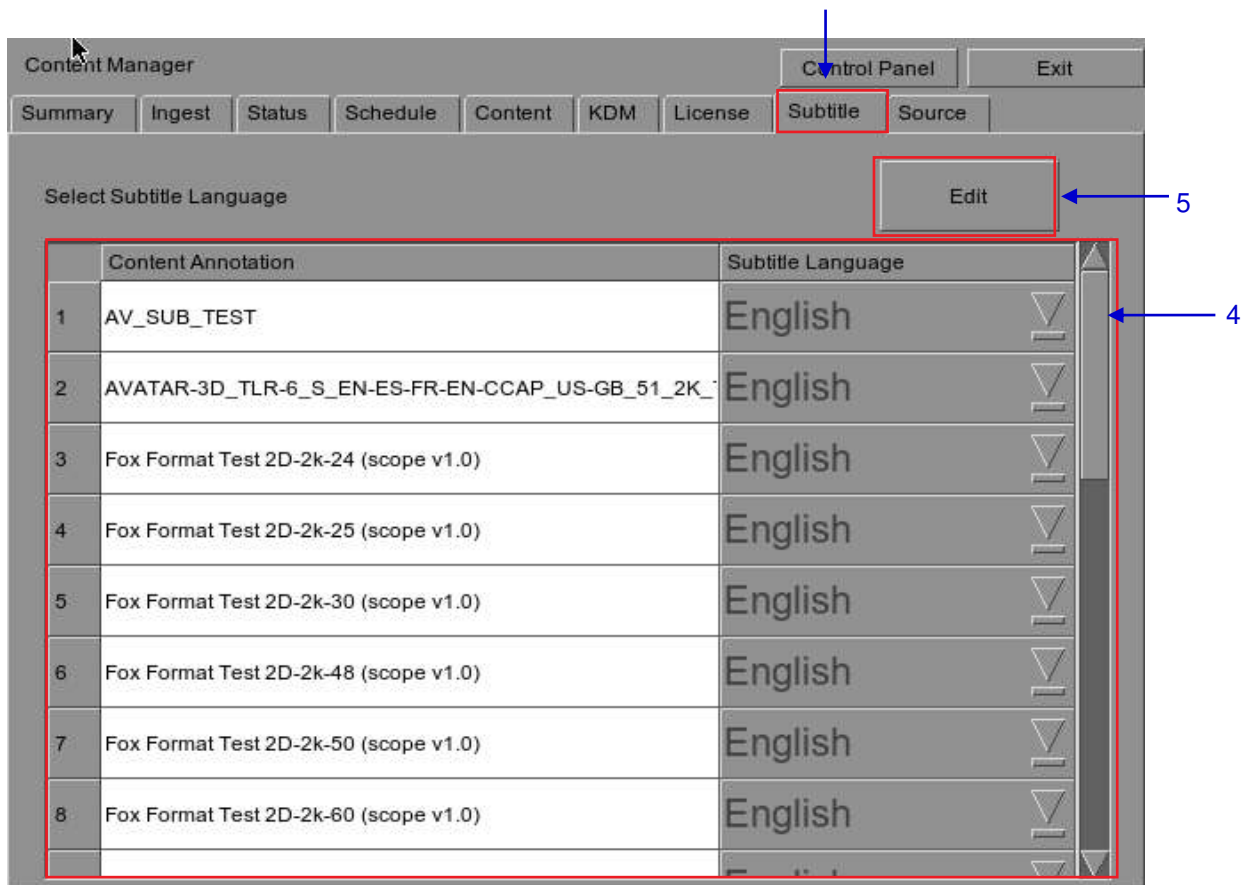 Content Manager Control Panel Exit
Summary Ingest Status Schedule Content KDM License Subtitle Source
Select Subtitle Language Edit 5
Content Annotation Subtitle Language
4
1 AV_SUB_TEST English
2 AVATAR-3D_TLR-6_S_EN-ES-FR-EN-CCAP_US-GB_51_2K_ English
3 Fox Format Test 2D-2k-24 (scope v1.0) English
4 Fox Format Test 2D-2k-25 (scope v1.0) English
5 Fox Format Test 2D-2k-30 (scope v1.0) English
6 Fox Format Test 2D-2k-48 (scope v1.0) English
7 Fox Format Test 2D-2k-50 (scope v1.0) English
8 Fox Format Test 2D-2k-60 (scope v1.0) English